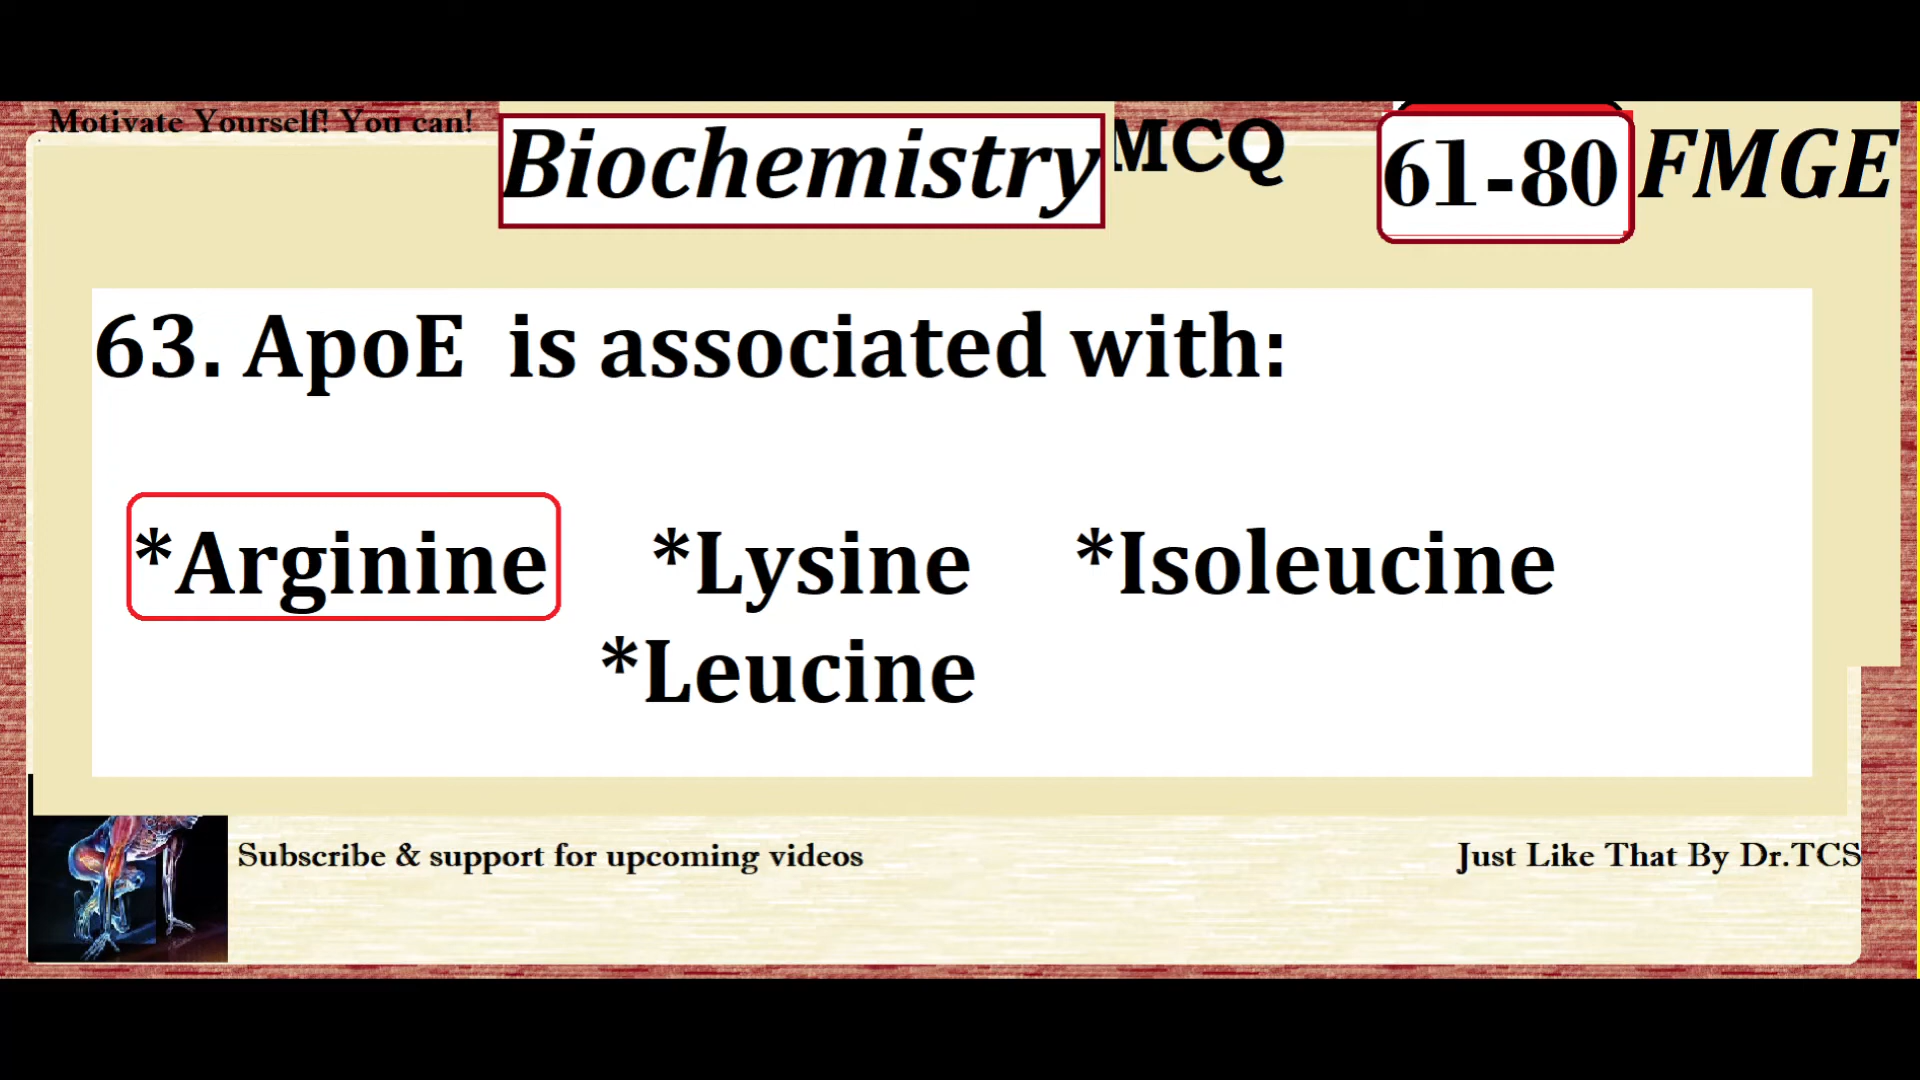 Motivate Yourself! You can!
Biochemistry MCQ 61-80 FMGE
63. ApoE is associated with:
*Arginine *Lysine *Isoleucine
*Leucine
Subscribe & support for upcoming videos
Just Like That By Dr.TCS